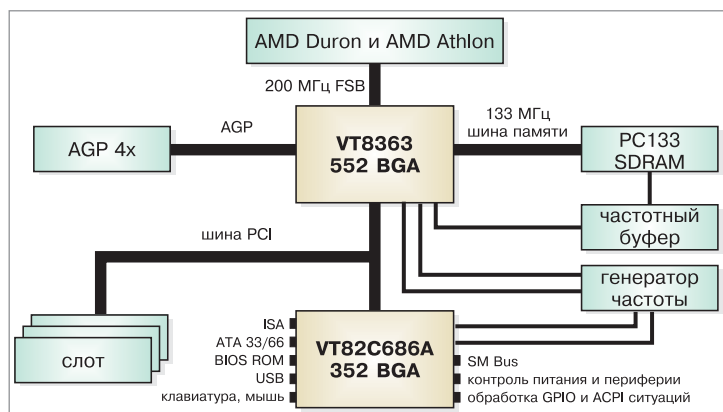 AMD Duron и AMD Athlon
200 МГц FSB
AGP 4x
AGP
VT8363
552 BGA
133 МГц
шина памяти
PC133
SDRAM
частотный
буфер
шина PCI
генератор
частоты
слот
ISA
ATA 33/66
BIOS ROM
USB
клавиатура, мышь
VT82C686A
352 BGA
SM Bus
контроль питания и периферии
обработка GPIO и ACPI ситуаций